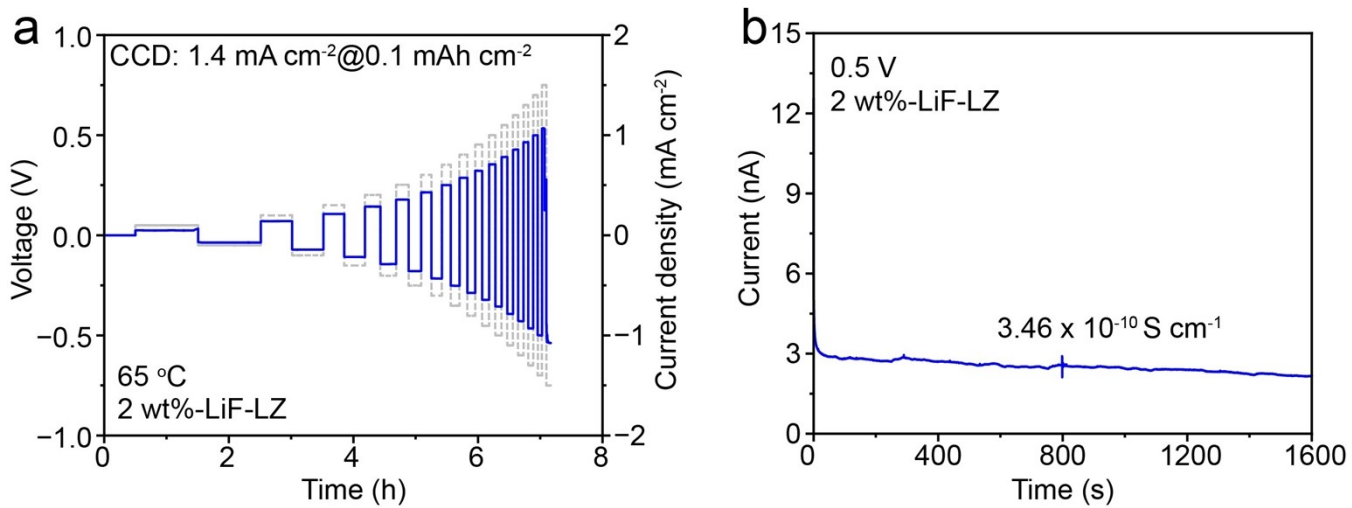 a
CCD: 1.4 mA cm⁻²@0.1 mAh cm⁻²
65 °C
2 wt%-LiF-LZ
1.0
0.5
0.0
−0.5
−1.0
Voltage (V)
2
1
0
−1
−2
Current density (mA cm⁻²)
0 2 4 6 8
Time (h)
b
0.5 V
2 wt%-LiF-LZ
3.46 x 10⁻¹⁰ S cm⁻¹
15
12
9
6
3
0
Current (nA)
0 400 800 1200 1600
Time (s)